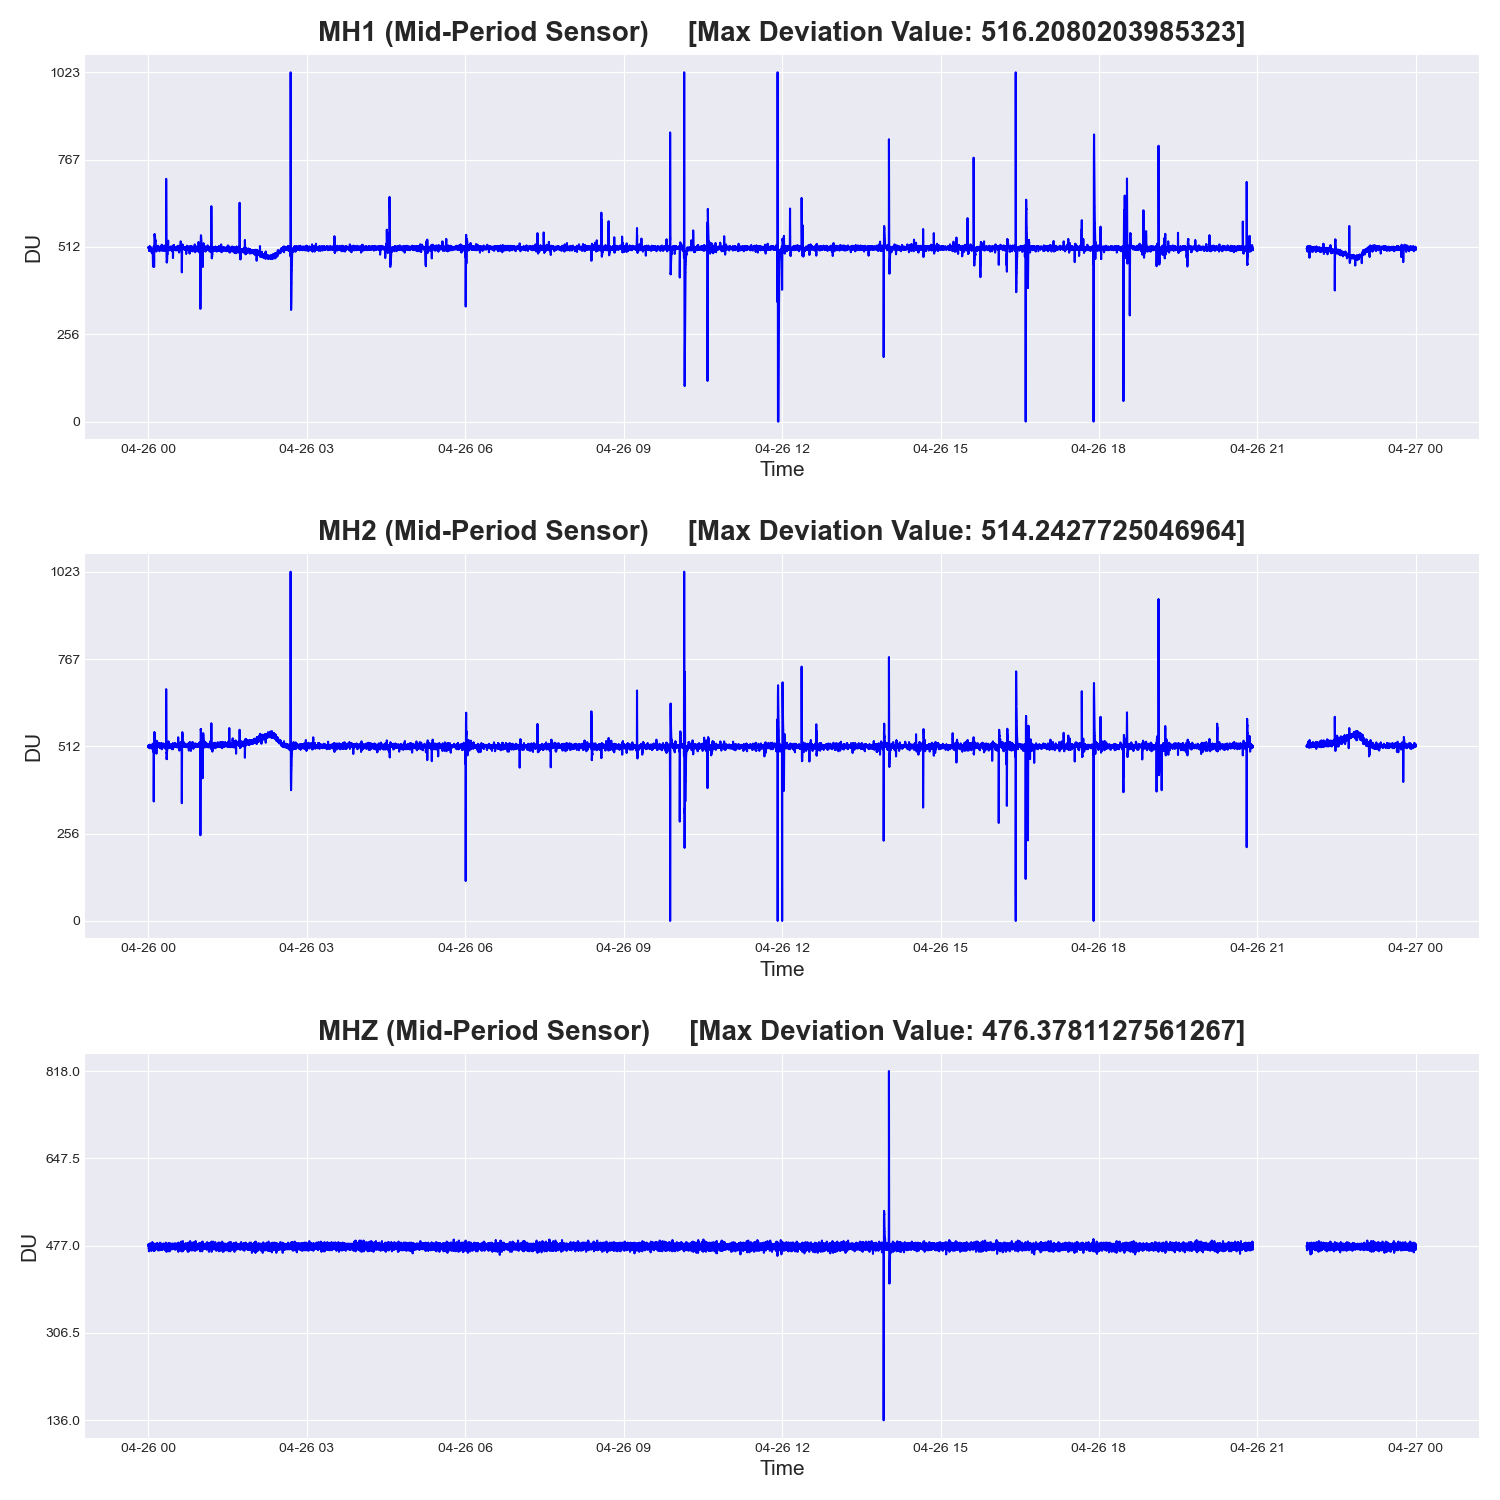 MH1 (Mid-Period Sensor) [Max Deviation Value: 516.2080203985323]
1023
767
512
256
0
DU
04-26 00 04-26 03 04-26 06 04-26 09 04-26 12 04-26 15 04-26 18 04-26 21 04-27 00
Time
MH2 (Mid-Period Sensor) [Max Deviation Value: 514.2427725046964]
1023
767
512
256
0
DU
04-26 00 04-26 03 04-26 06 04-26 09 04-26 12 04-26 15 04-26 18 04-26 21 04-27 00
Time
MHZ (Mid-Period Sensor) [Max Deviation Value: 476.3781127561267]
818.0
647.5
477.0
306.5
136.0
DU
04-26 00 04-26 03 04-26 06 04-26 09 04-26 12 04-26 15 04-26 18 04-26 21 04-27 00
Time